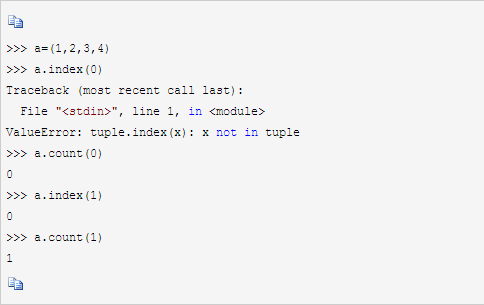 >>> a=(1,2,3,4)
>>> a.index(0)
Traceback (most recent call last):
  File "<stdin>", line 1, in <module>
ValueError: tuple.index(x): x not in tuple
>>> a.count(0)
0
>>> a.index(1)
0
>>> a.count(1)
1